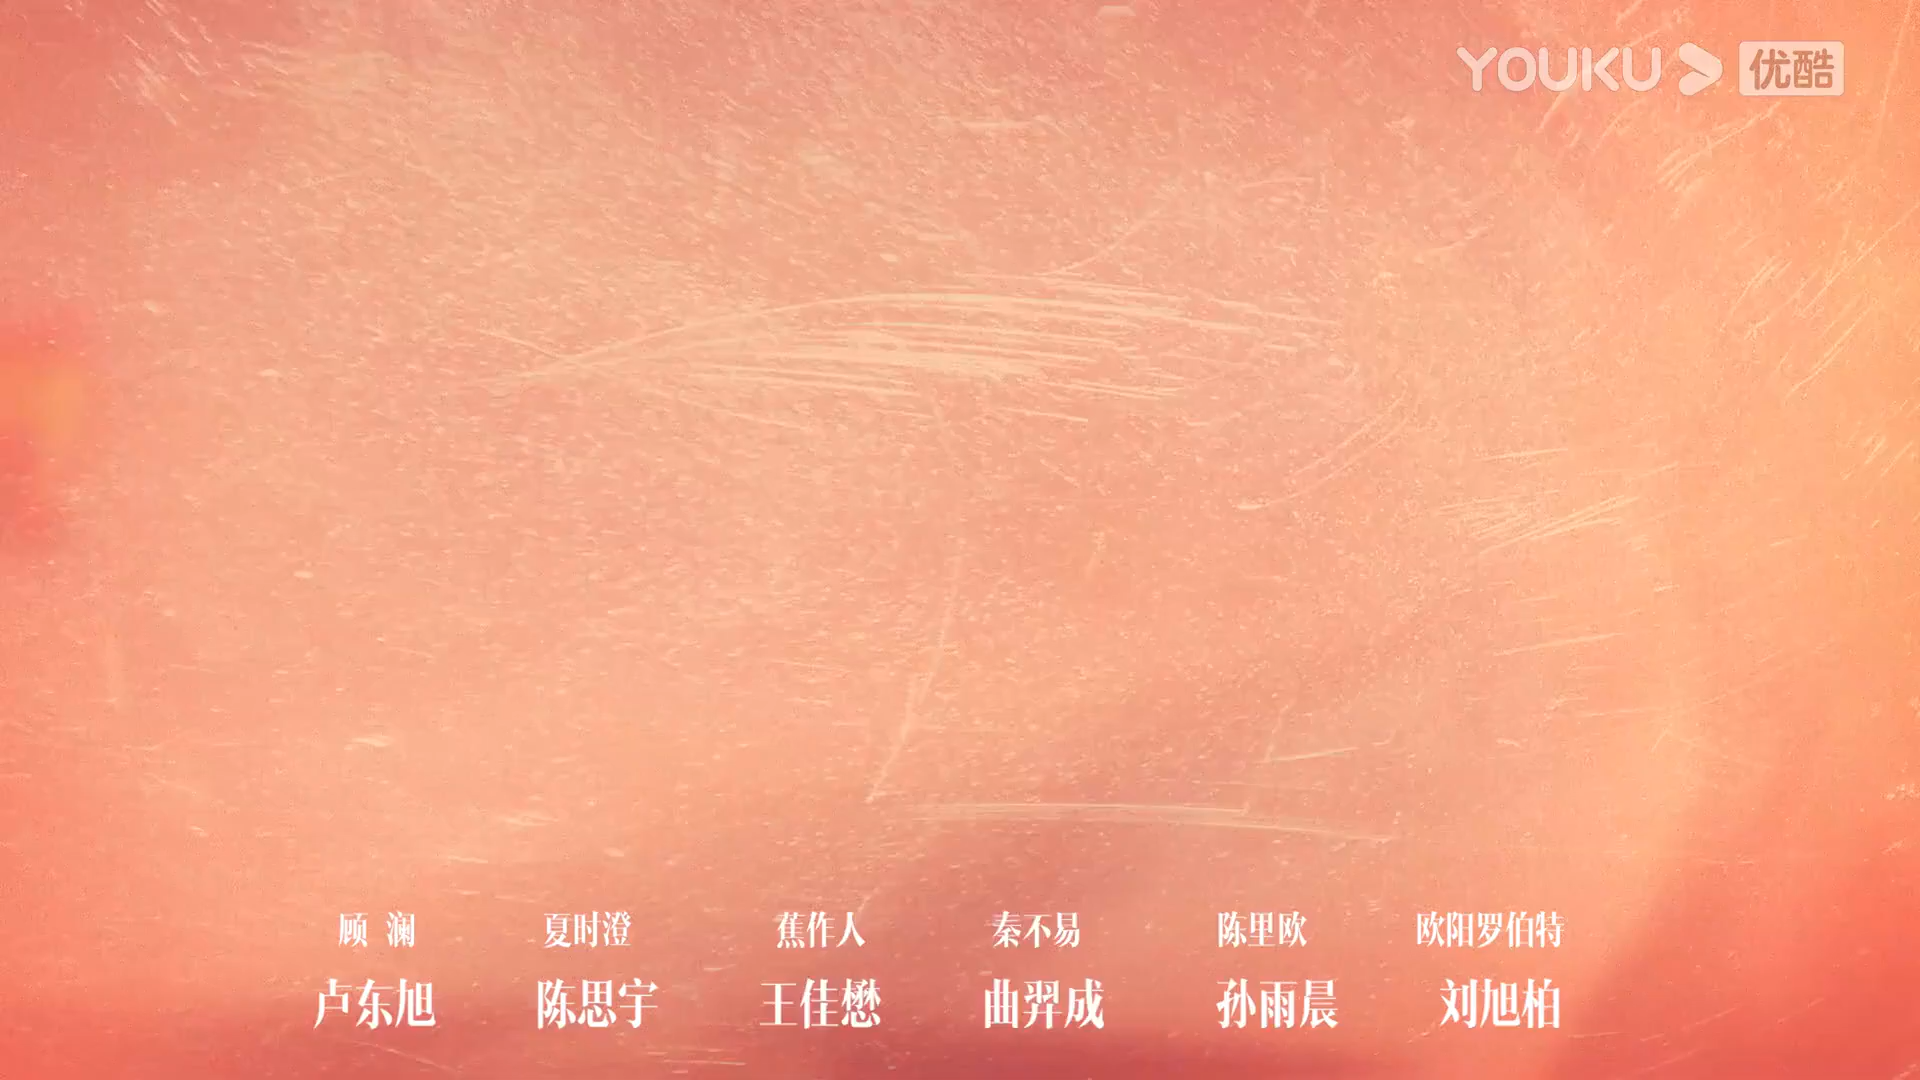 YOUKU 优酷
顾 澜 夏时澄 蕉作人 秦不易 陈里欧 欧阳罗伯特
卢东旭 陈思宇 王佳懋 曲羿成 孙雨晨 刘旭柏